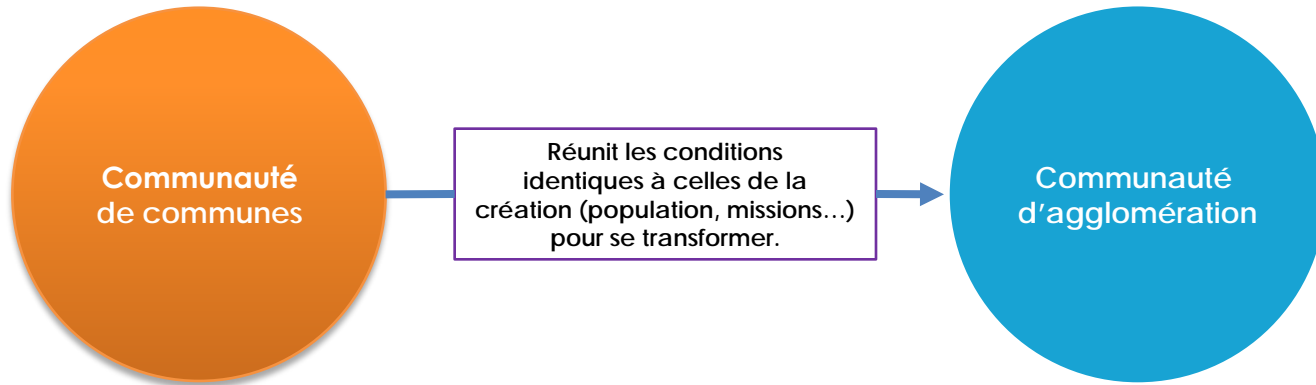 Communauté
de communes
Réunit les conditions
identiques à celles de la
création (population, missions…)
pour se transformer.
Communauté
d'agglomération